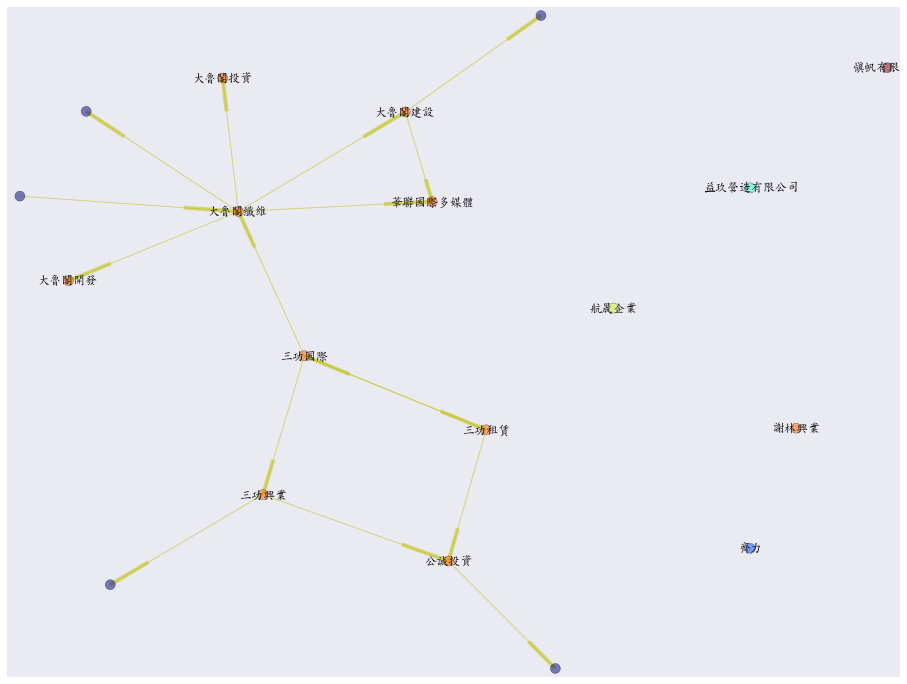 慎帆有限
大魯閣投資
大魯閣建設
益玖營造有限公司
華聯國際多媒體
大魯閣纖維
大魯閣開發
航晟企業
三功國際
謝林興業
三功租賃
三功興業
齊力
公誠投資